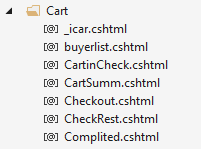 Cart
[@] _icar.cshtml
[@] buyerlist.cshtml
[@] CartinCheck.cshtml
[@] CartSumm.cshtml
[@] Checkout.cshtml
[@] CheckRest.cshtml
[@] Complited.cshtml